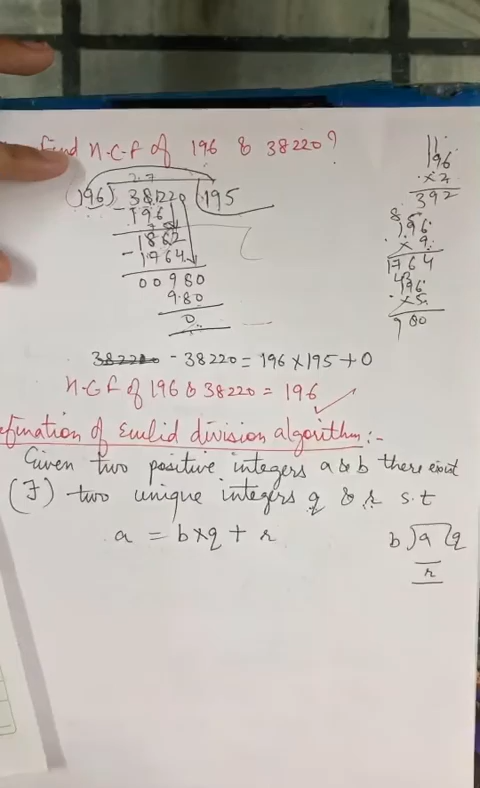 find H.C.F of 196 & 38220?
196) 38220 (195
-196
1862
-1764
00980
980
0
196
×2
392
196
×9
1764
196
×5
980
38220 - 38220 = 196×195+0
H.C.F of 196 & 38220 = 196
efination of Euclid division algorithm:-
Given two positive integers a & b there exist
(I) two unique integers q & r s.t
a = b×q + r
b) a (q
r